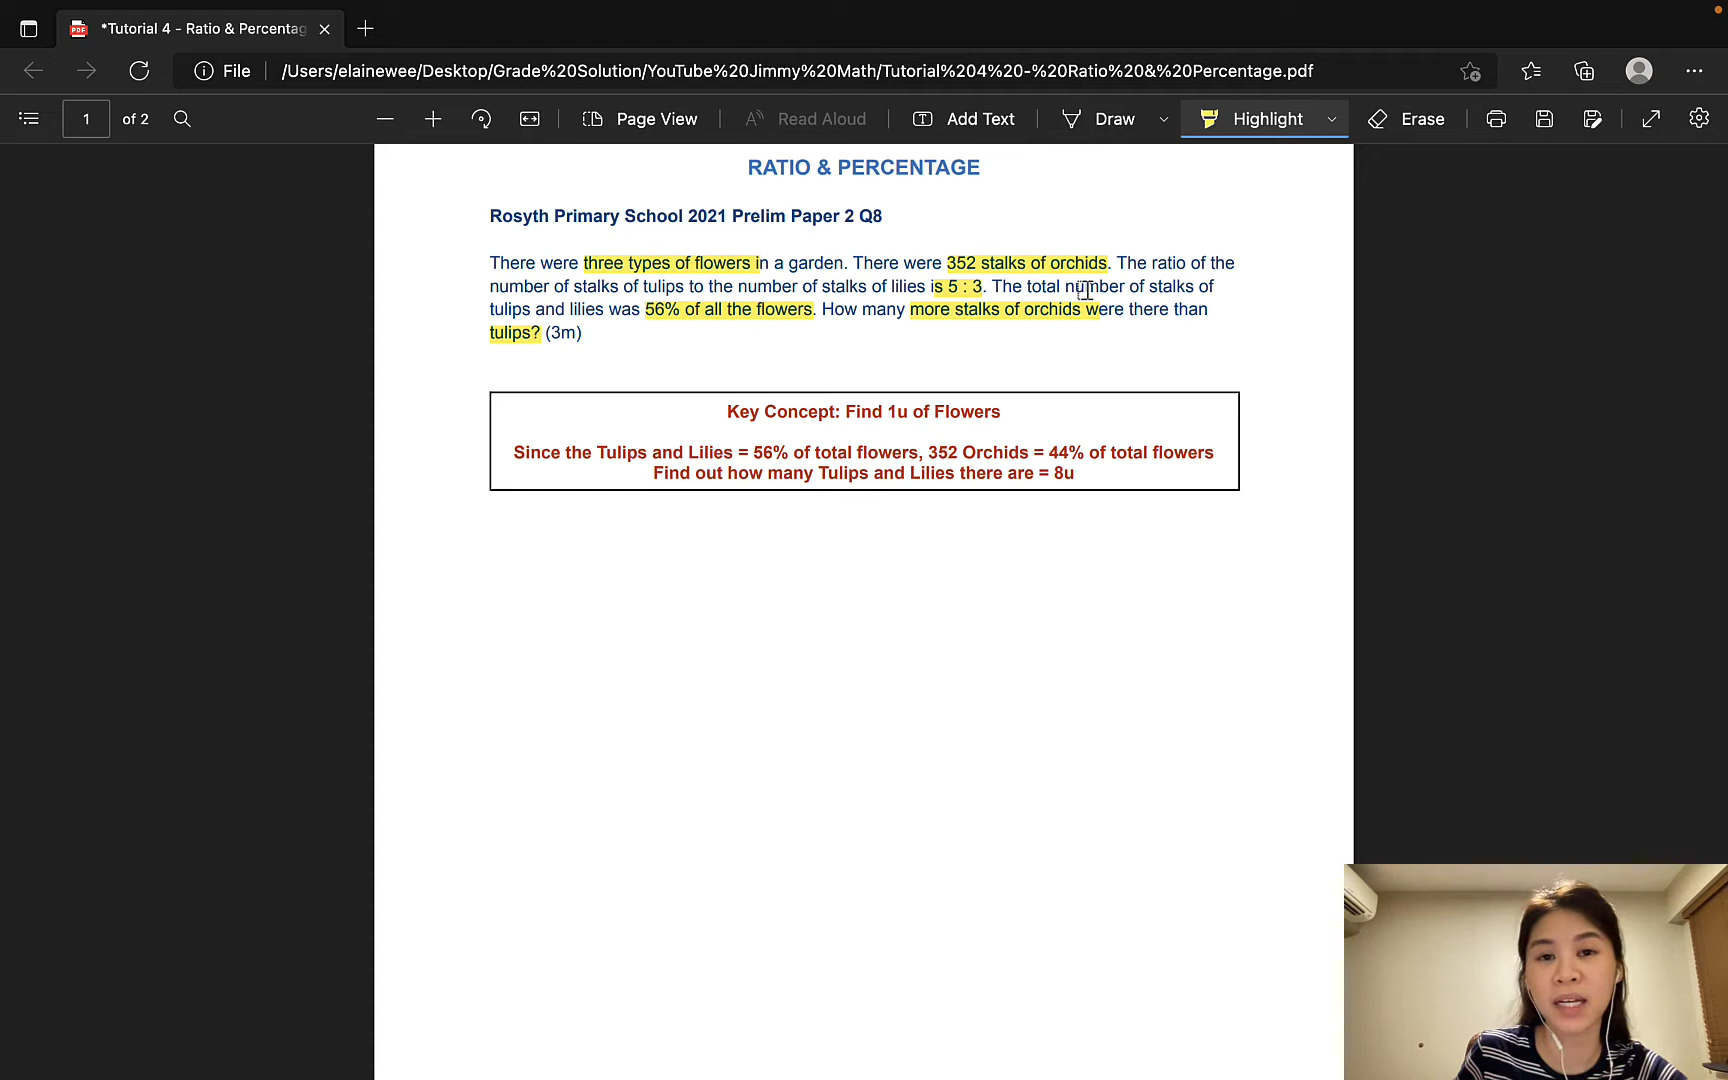 *Tutorial 4 - Ratio & Percentag
File
/Users/elainewee/Desktop/Grade%20Solution/YouTube%20Jimmy%20Math/Tutorial%204%20-%20Ratio%20&%20Percentage.pdf
1 of 2
Page View
Read Aloud
Add Text
Draw
Highlight
Erase
RATIO & PERCENTAGE
Rosyth Primary School 2021 Prelim Paper 2 Q8
There were three types of flowers in a garden. There were 352 stalks of orchids. The ratio of the
number of stalks of tulips to the number of stalks of lilies is 5 : 3. The total number of stalks of
tulips and lilies was 56% of all the flowers. How many more stalks of orchids were there than
tulips? (3m)
Key Concept: Find 1u of Flowers
Since the Tulips and Lilies = 56% of total flowers, 352 Orchids = 44% of total flowers
Find out how many Tulips and Lilies there are = 8u